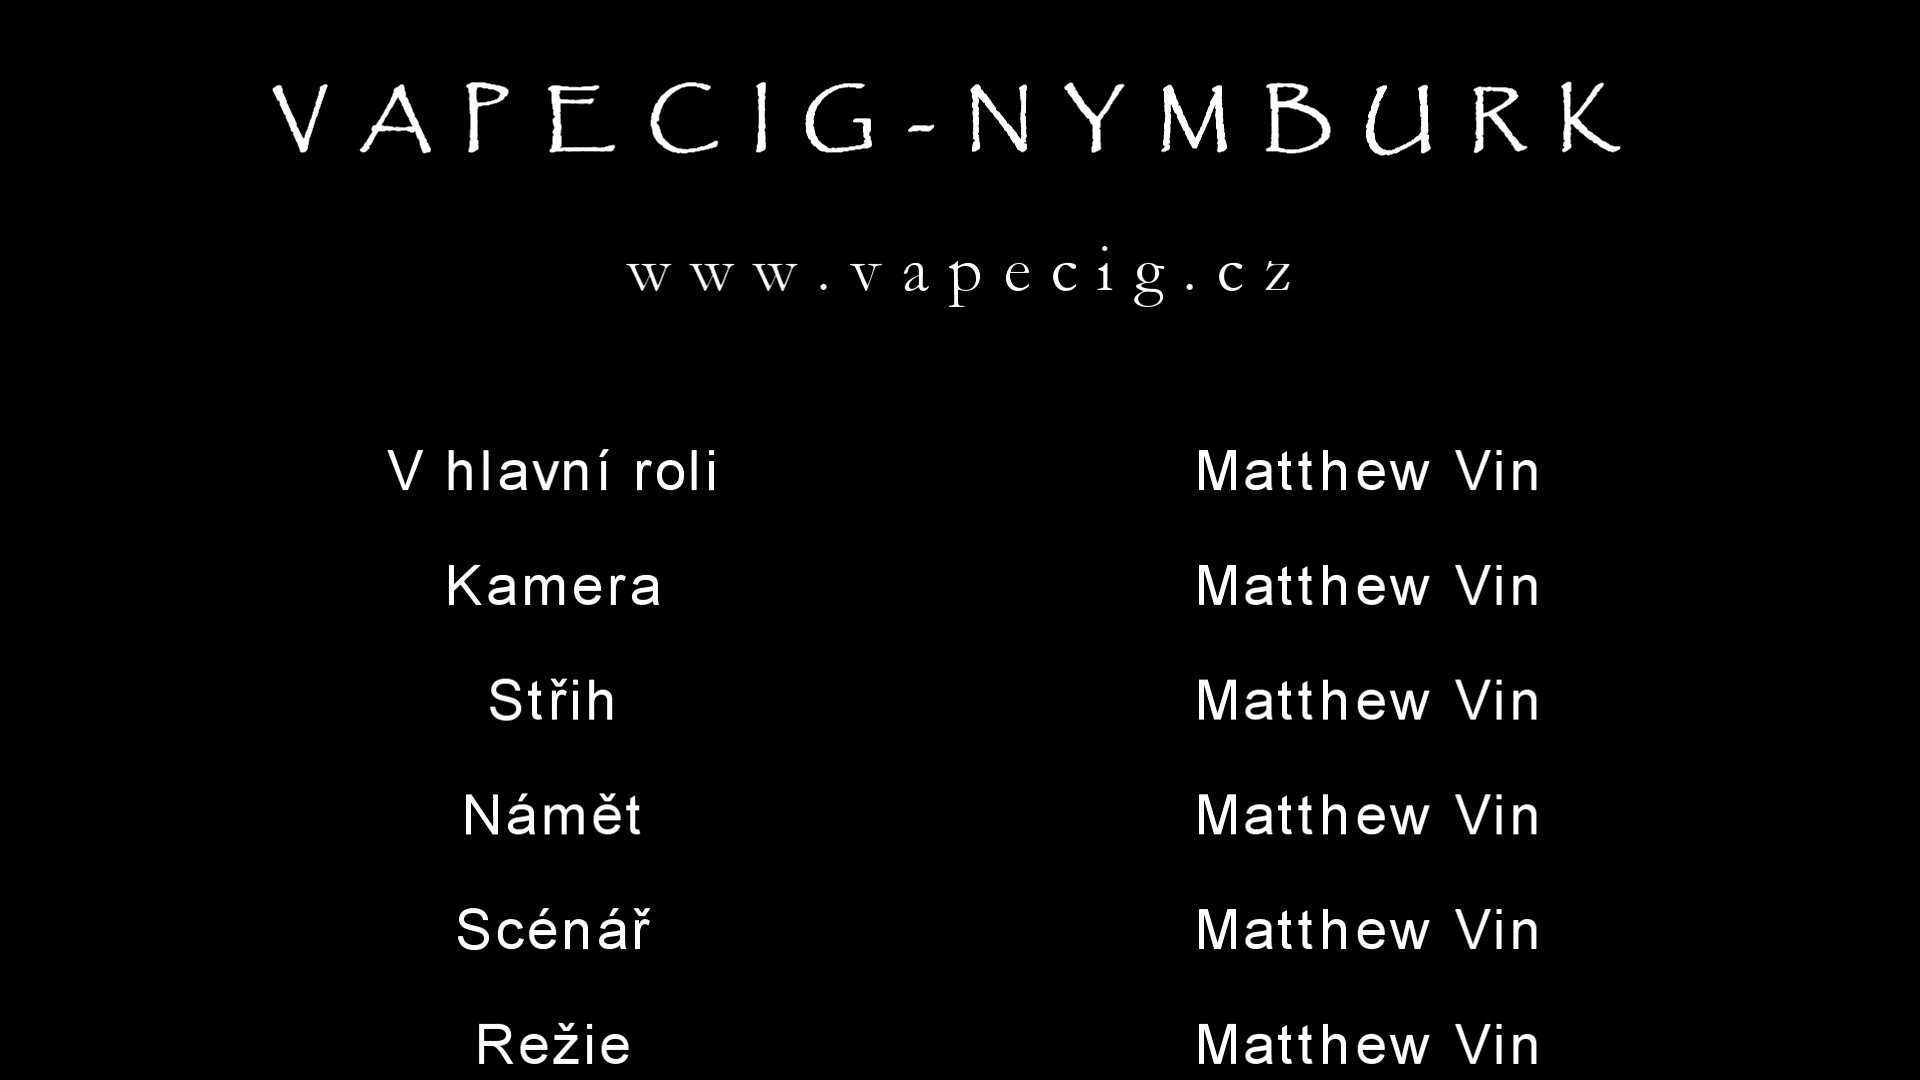 VAPECIG-NYMBURK
www.vapecig.cz
V hlavní roli Matthew Vin
Kamera Matthew Vin
Střih Matthew Vin
Námět Matthew Vin
Scénář Matthew Vin
Režie Matthew Vin